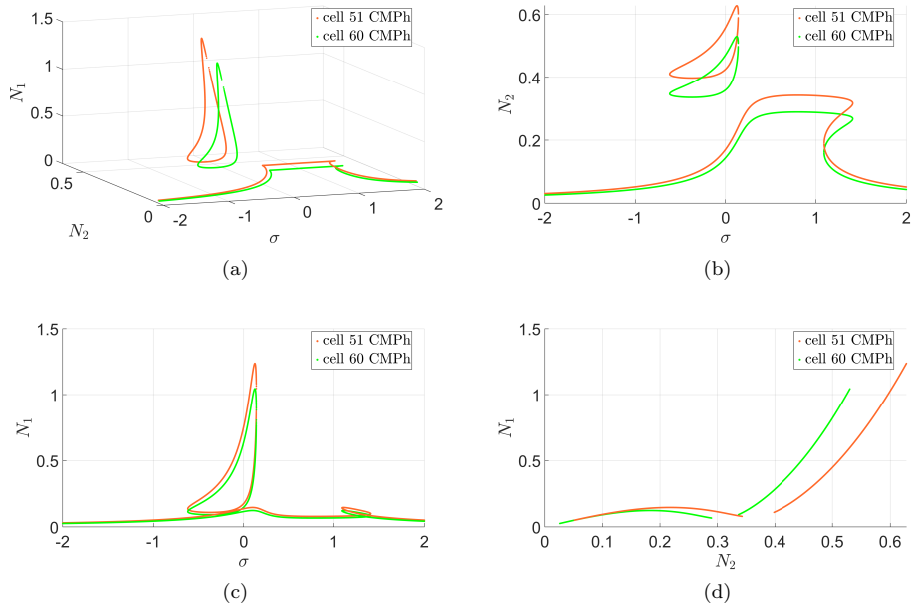 1.5
1
0.5
0
N₁
0.5
0
N₂
-2
-1
0
1
2
σ
cell 51 CMPh
cell 60 CMPh
(a)
0.6
0.4
0.2
0
N₂
-2
-1
0
1
2
σ
cell 51 CMPh
cell 60 CMPh
(b)
1.5
1
0.5
0
N₁
-2
-1
0
1
2
σ
cell 51 CMPh
cell 60 CMPh
(c)
1.5
1
0.5
0
N₁
0
0.1
0.2
0.3
0.4
0.5
0.6
N₂
cell 51 CMPh
cell 60 CMPh
(d)